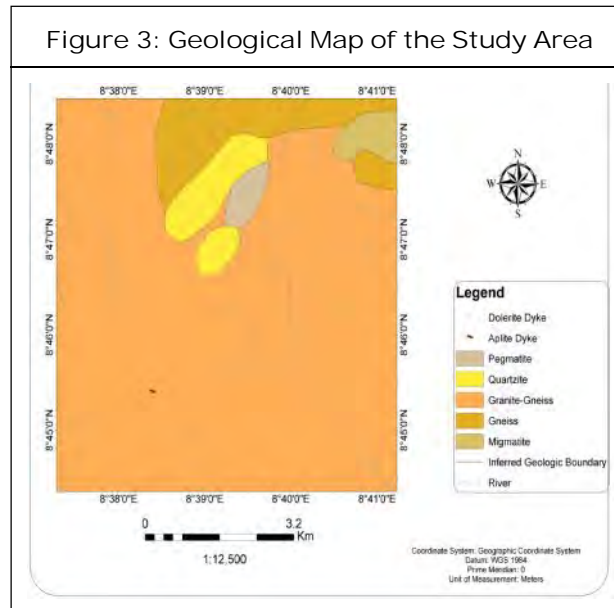 Figure 3: Geological Map of the Study Area
8°38'0"E 8°39'0"E 8°40'0"E 8°41'0"E
8°48'0"N 8°48'0"N
8°47'0"N 8°47'0"N
8°46'0"N 8°46'0"N
8°45'0"N 8°45'0"N
8°38'0"E 8°39'0"E 8°40'0"E 8°41'0"E
N
W E
S
Legend
Dolerite Dyke
Aplite Dyke
Pegmatite
Quartzite
Granite-Gneiss
Gneiss
Migmatite
Inferred Geologic Boundary
River
0 3.2
Km
1:12,500
Coordinate System: Geographic Coordinate System
Datum: WGS 1984
Prime Meridian: 0
Unit of Measurement: Meters